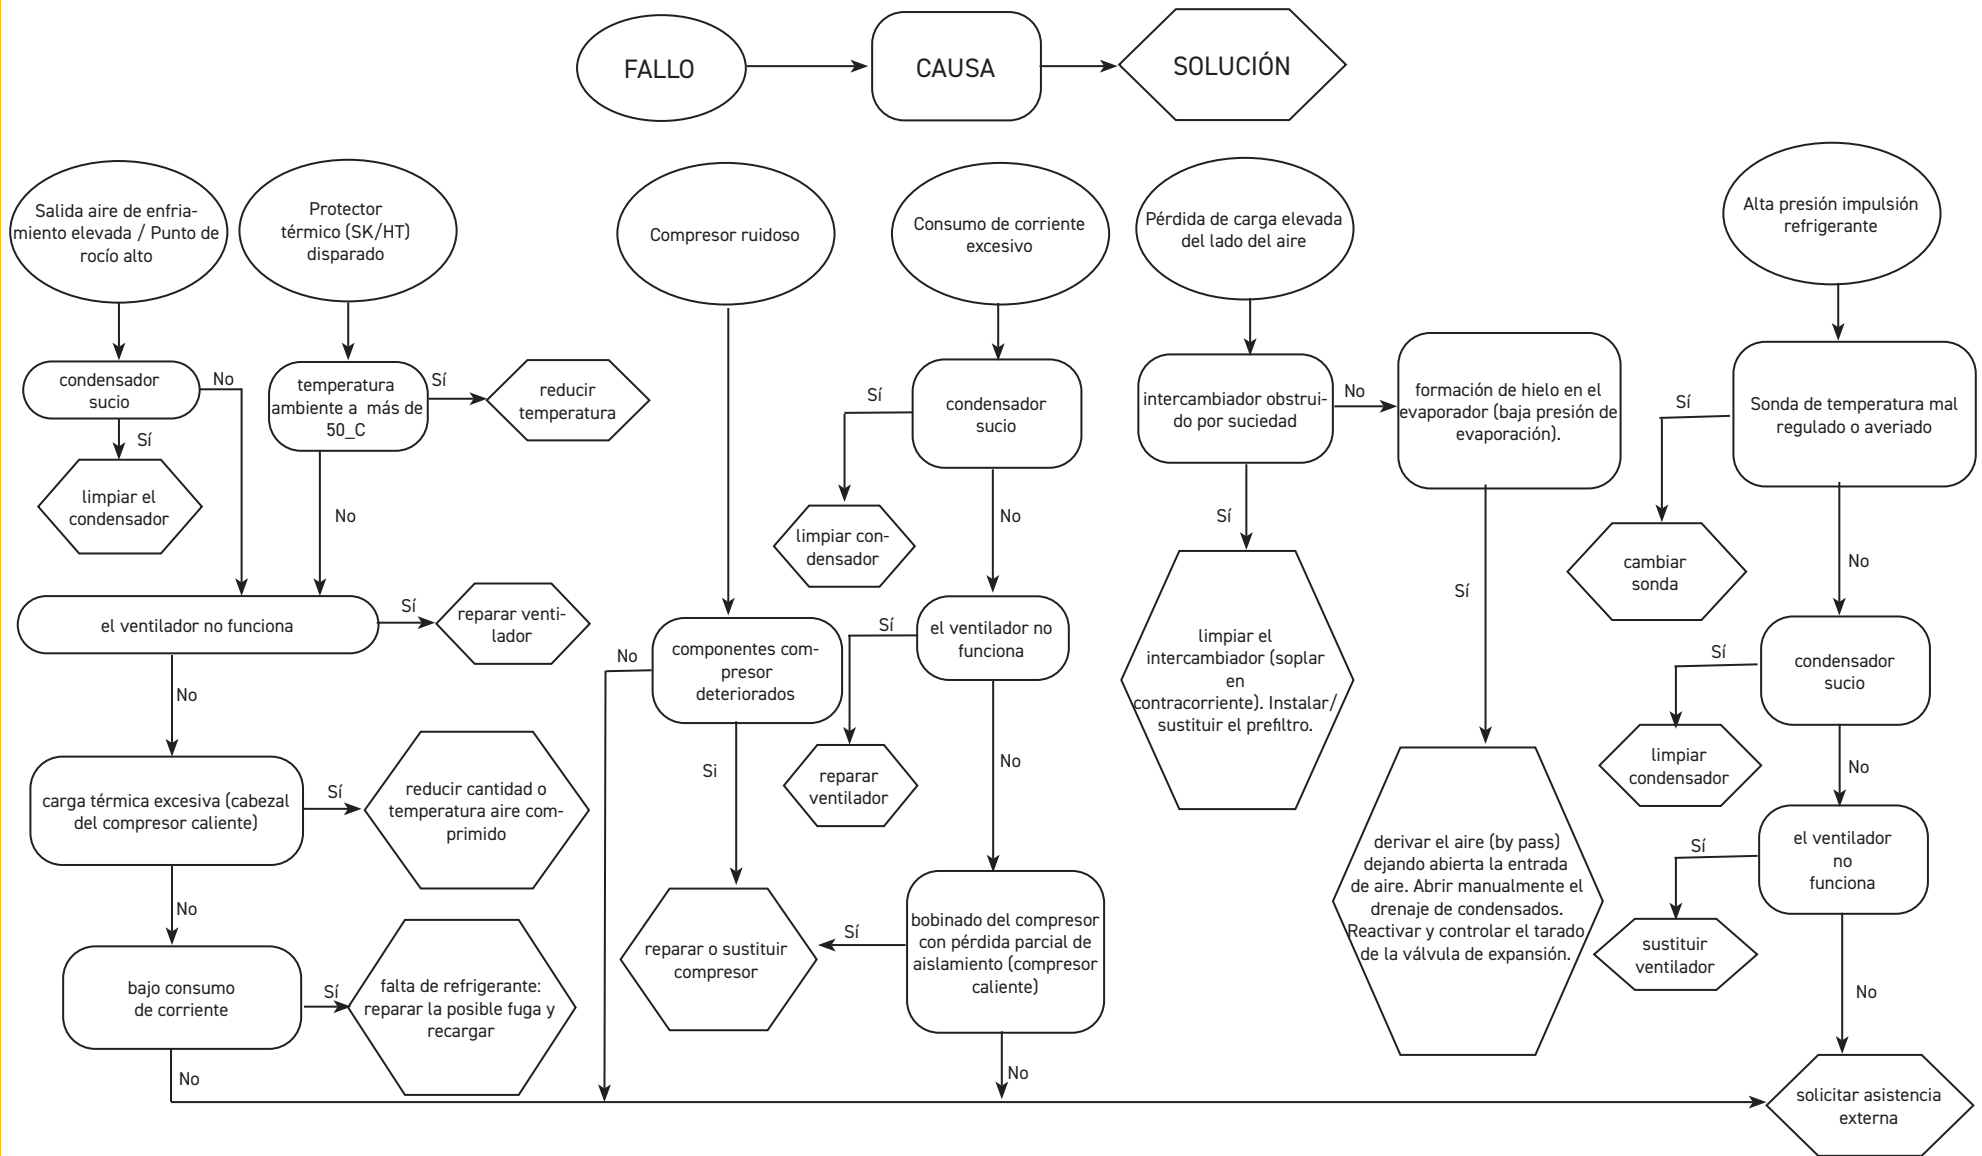 FALLO
CAUSA
SOLUCIÓN
Salida aire de enfria-
miento elevada / Punto de
rocío alto
Protector
térmico (SK/HT)
disparado
Compresor ruidoso
Consumo de corriente
excesivo
Pérdida de carga elevada
del lado del aire
Alta presión impulsión
refrigerante
condensador
sucio
No
Sí
limpiar el
condensador
temperatura
ambiente a más de
50_C
Sí
reducir
temperatura
No
el ventilador no funciona
Sí
reparar venti-
lador
No
carga térmica excesiva (cabezal
del compresor caliente)
Sí
reducir cantidad o
temperatura aire com-
primido
No
bajo consumo
de corriente
Sí
falta de refrigerante:
reparar la posible fuga y
recargar
No
componentes com-
presor
deteriorados
No
Si
reparar o sustituir
compresor
condensador
sucio
Sí
limpiar con-
densador
No
el ventilador no
funciona
Sí
reparar
ventilador
No
bobinado del compresor
con pérdida parcial de
aislamiento (compresor
caliente)
Sí
No
intercambiador obstrui-
do por suciedad
No
Sí
limpiar el
intercambiador (soplar
en
contracorriente). Instalar/
sustituir el prefiltro.
formación de hielo en el
evaporador (baja presión de
evaporación).
Sí
derivar el aire (by pass)
dejando abierta la entrada
de aire. Abrir manualmente el
drenaje de condensados.
Reactivar y controlar el tarado
de la válvula de expansión.
Sonda de temperatura mal
regulado o averiado
Sí
cambiar
sonda
No
condensador
sucio
Sí
limpiar
condensador
No
el ventilador
no
funciona
Sí
sustituir
ventilador
No
solicitar asistencia
externa